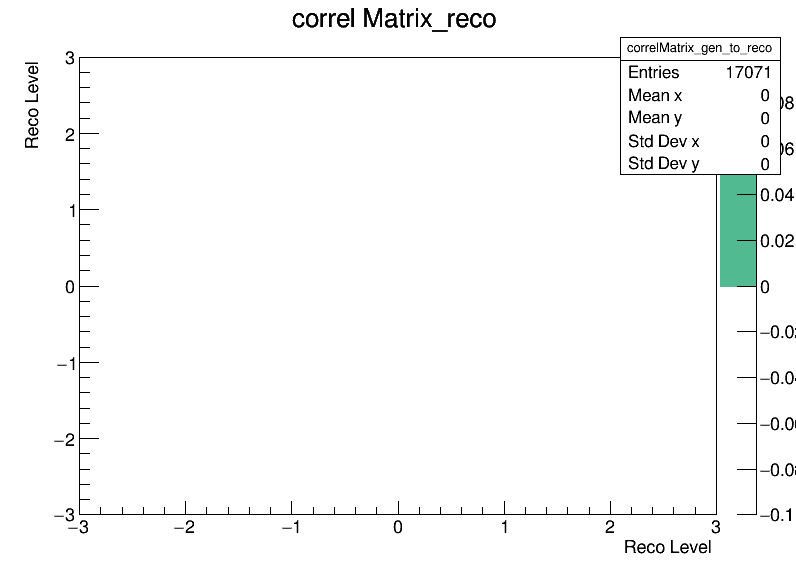 correl Matrix_reco
correlMatrix_gen_to_reco
Entries 17071
Mean x 0
Mean y 0
Std Dev x 0
Std Dev y 0
Reco Level
3
2
1
0
−1
−2
−3
−3 −2 −1 0 1 2 3
Reco Level
0.04
0.02
0
−0.1